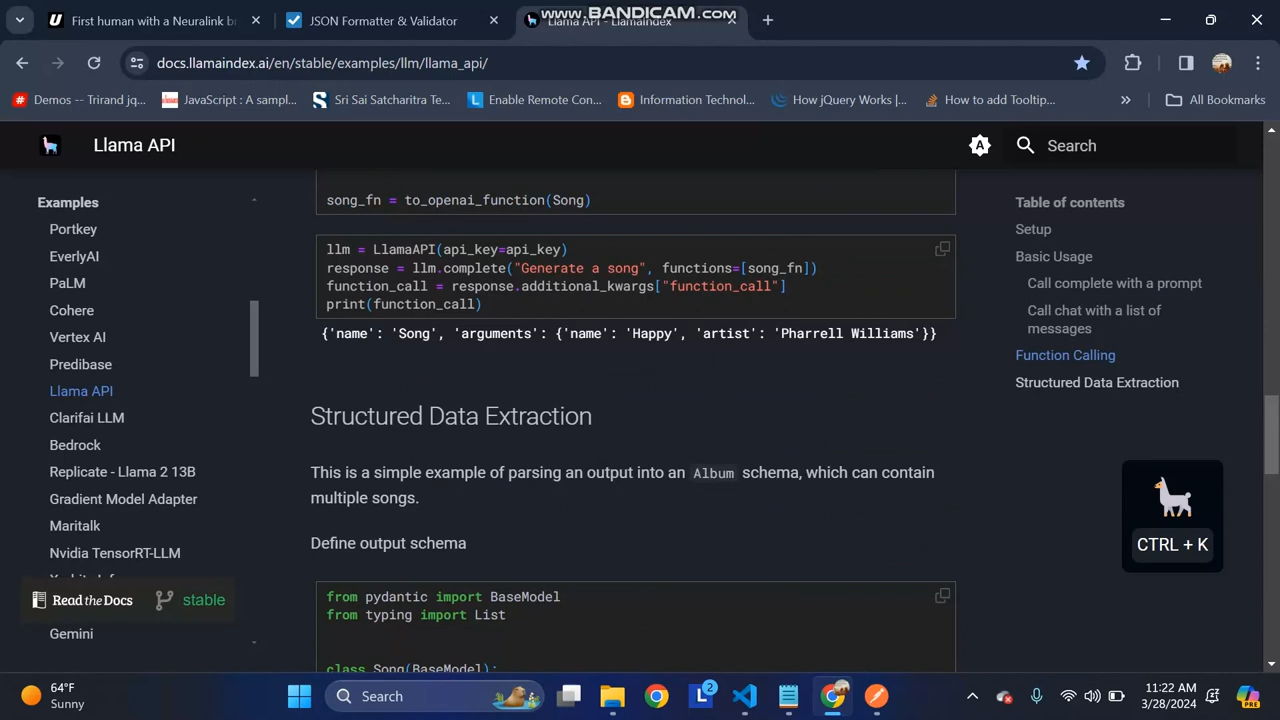 www.BANDICAM.com
First human with a Neuralink br
JSON Formatter & Validator
Llama API - LlamaIndex
docs.llamaindex.ai/en/stable/examples/llm/llama_api/
Demos -- Trirand jq...
JavaScript : A sampl...
Sri Sai Satcharitra Te...
Enable Remote Con...
Information Technol...
How jQuery Works |...
How to add Tooltip...
All Bookmarks
Llama API
Search
Examples
Portkey
EverlyAI
PaLM
Cohere
Vertex AI
Predibase
Llama API
Clarifai LLM
Bedrock
Replicate - Llama 2 13B
Gradient Model Adapter
Maritalk
Nvidia TensorRT-LLM
Read the Docs
stable
Gemini
song_fn = to_openai_function(Song)
llm = LlamaAPI(api_key=api_key)
response = llm.complete("Generate a song", functions=[song_fn])
function_call = response.additional_kwargs["function_call"]
print(function_call)
{'name': 'Song', 'arguments': {'name': 'Happy', 'artist': 'Pharrell Williams'}}
Structured Data Extraction
This is a simple example of parsing an output into an Album schema, which can contain
multiple songs.
Define output schema
from pydantic import BaseModel
from typing import List
class Song(BaseModel):
Table of contents
Setup
Basic Usage
Call complete with a prompt
Call chat with a list of
messages
Function Calling
Structured Data Extraction
CTRL + K
64°F
Sunny
Search
2
11:22 AM
3/28/2024
PRE